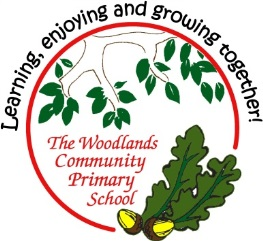 Learning, enjoying and growing together!
The Woodlands
Community
Primary
School